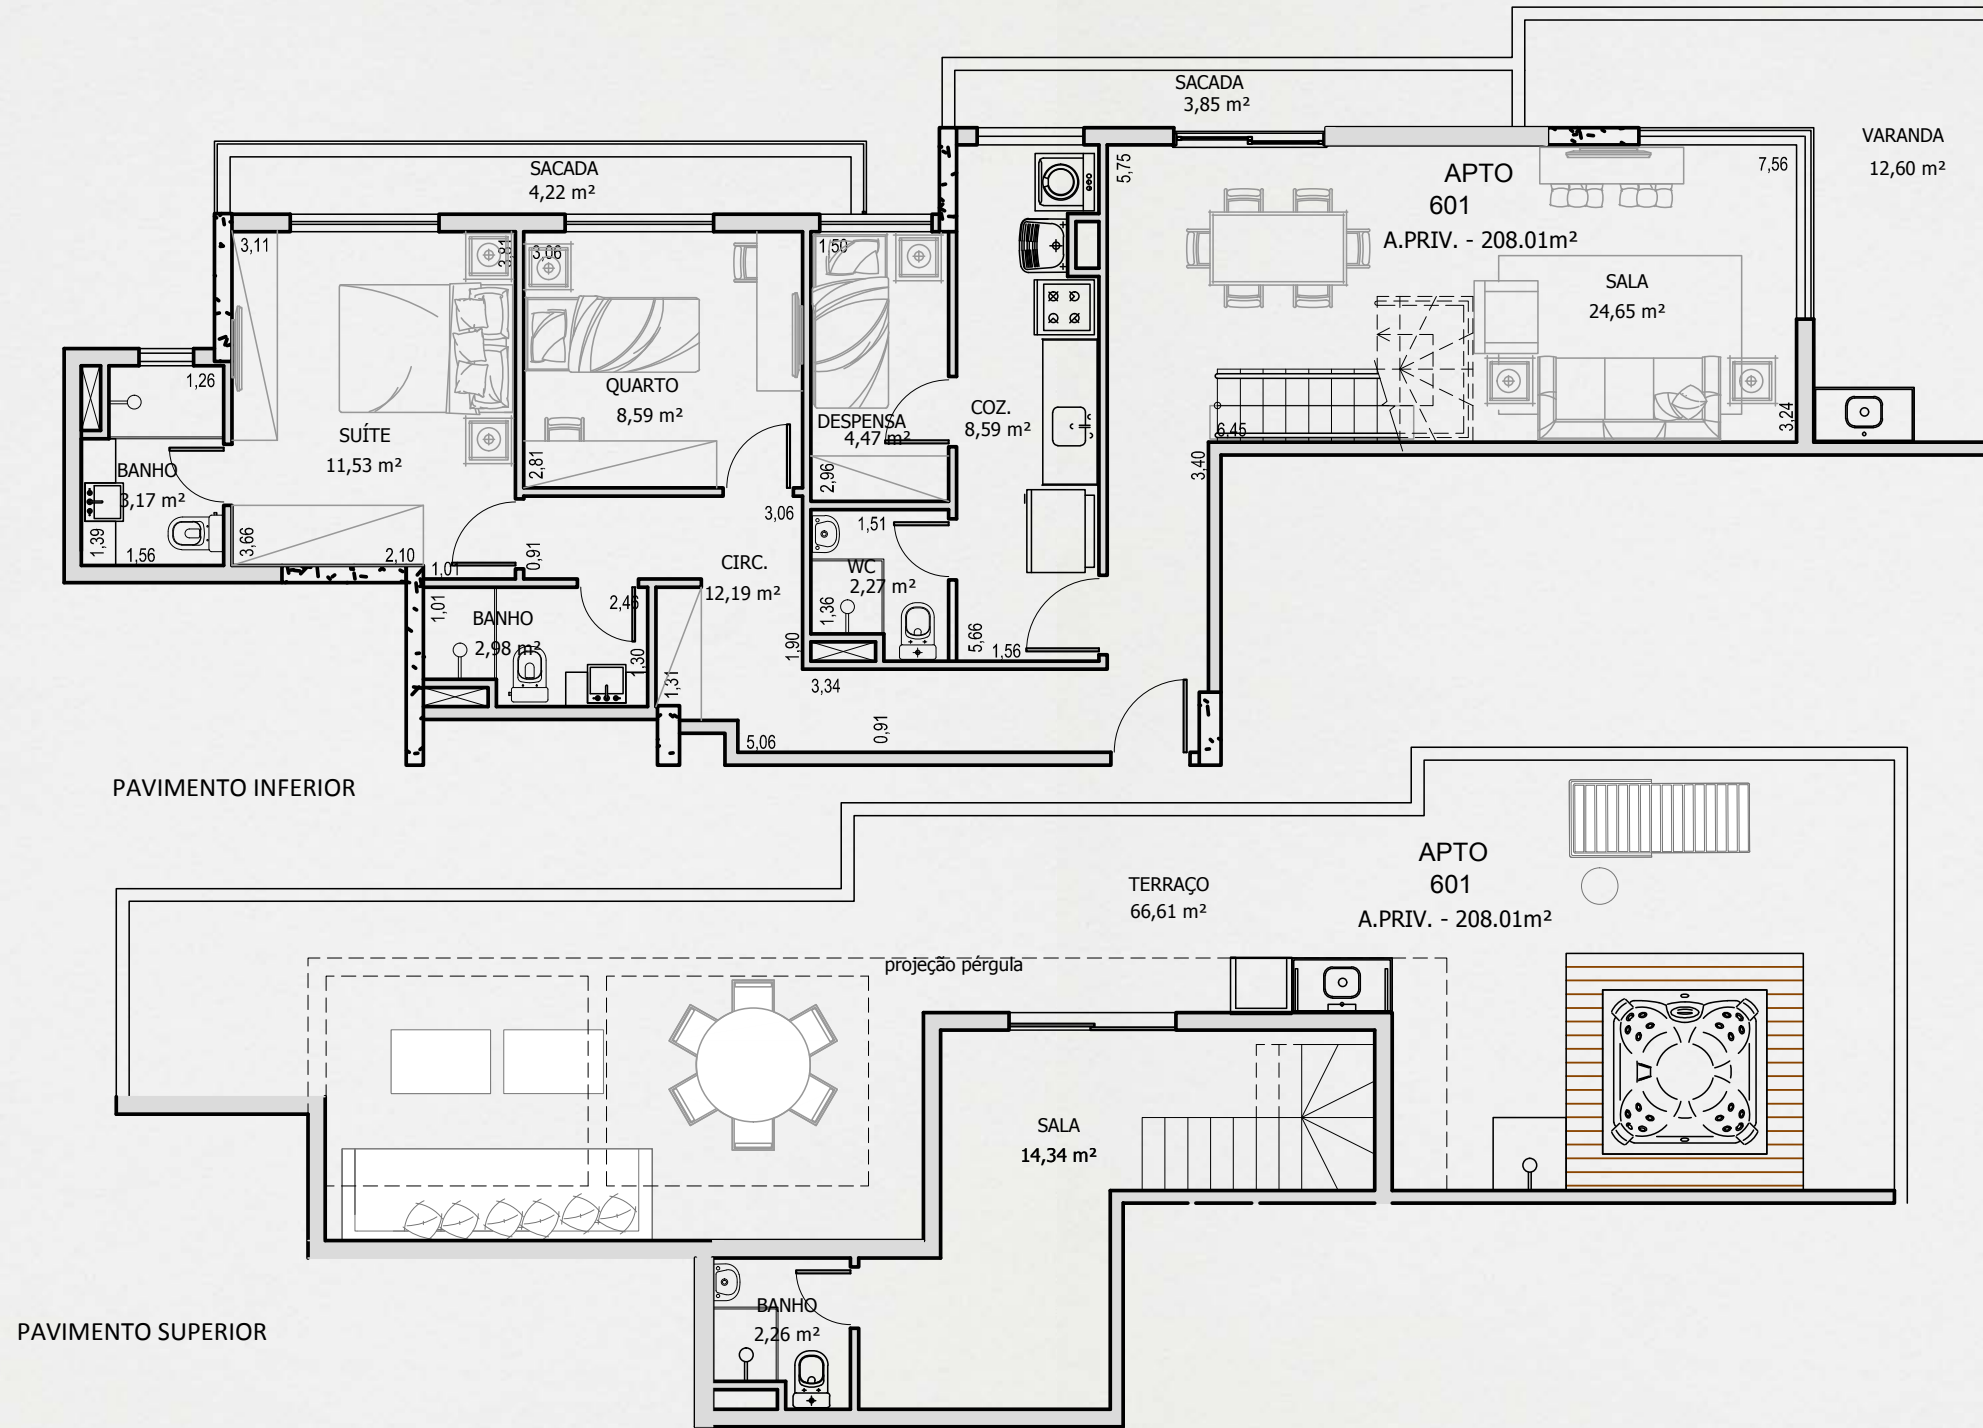 SACADA
3,85 m²
VARANDA
12,60 m²
SACADA
4,22 m²
5,75
APTO
601
A.PRIV. - 208.01m²
7,56
3,11
3,81
3,06
1,50
SALA
24,65 m²
1,26
QUARTO
8,59 m²
DESPENSA
4,47 m²
COZ.
8,59 m²
SUÍTE
11,53 m²
6,45
3,24
BANHO
3,17 m²
2,81
2,96
3,40
3,06
1,51
1,39
1,56
3,66
2,10
1,01
0,91
CIRC.
12,19 m²
WC
2,27 m²
1,01
BANHO
2,98 m²
1,36
1,30
1,90
5,66
1,56
1,31
3,34
5,06
0,91
PAVIMENTO INFERIOR
APTO
601
A.PRIV. - 208.01m²
TERRAÇO
66,61 m²
projeção pérgula
SALA
14,34 m²
BANHO
2,26 m²
PAVIMENTO SUPERIOR